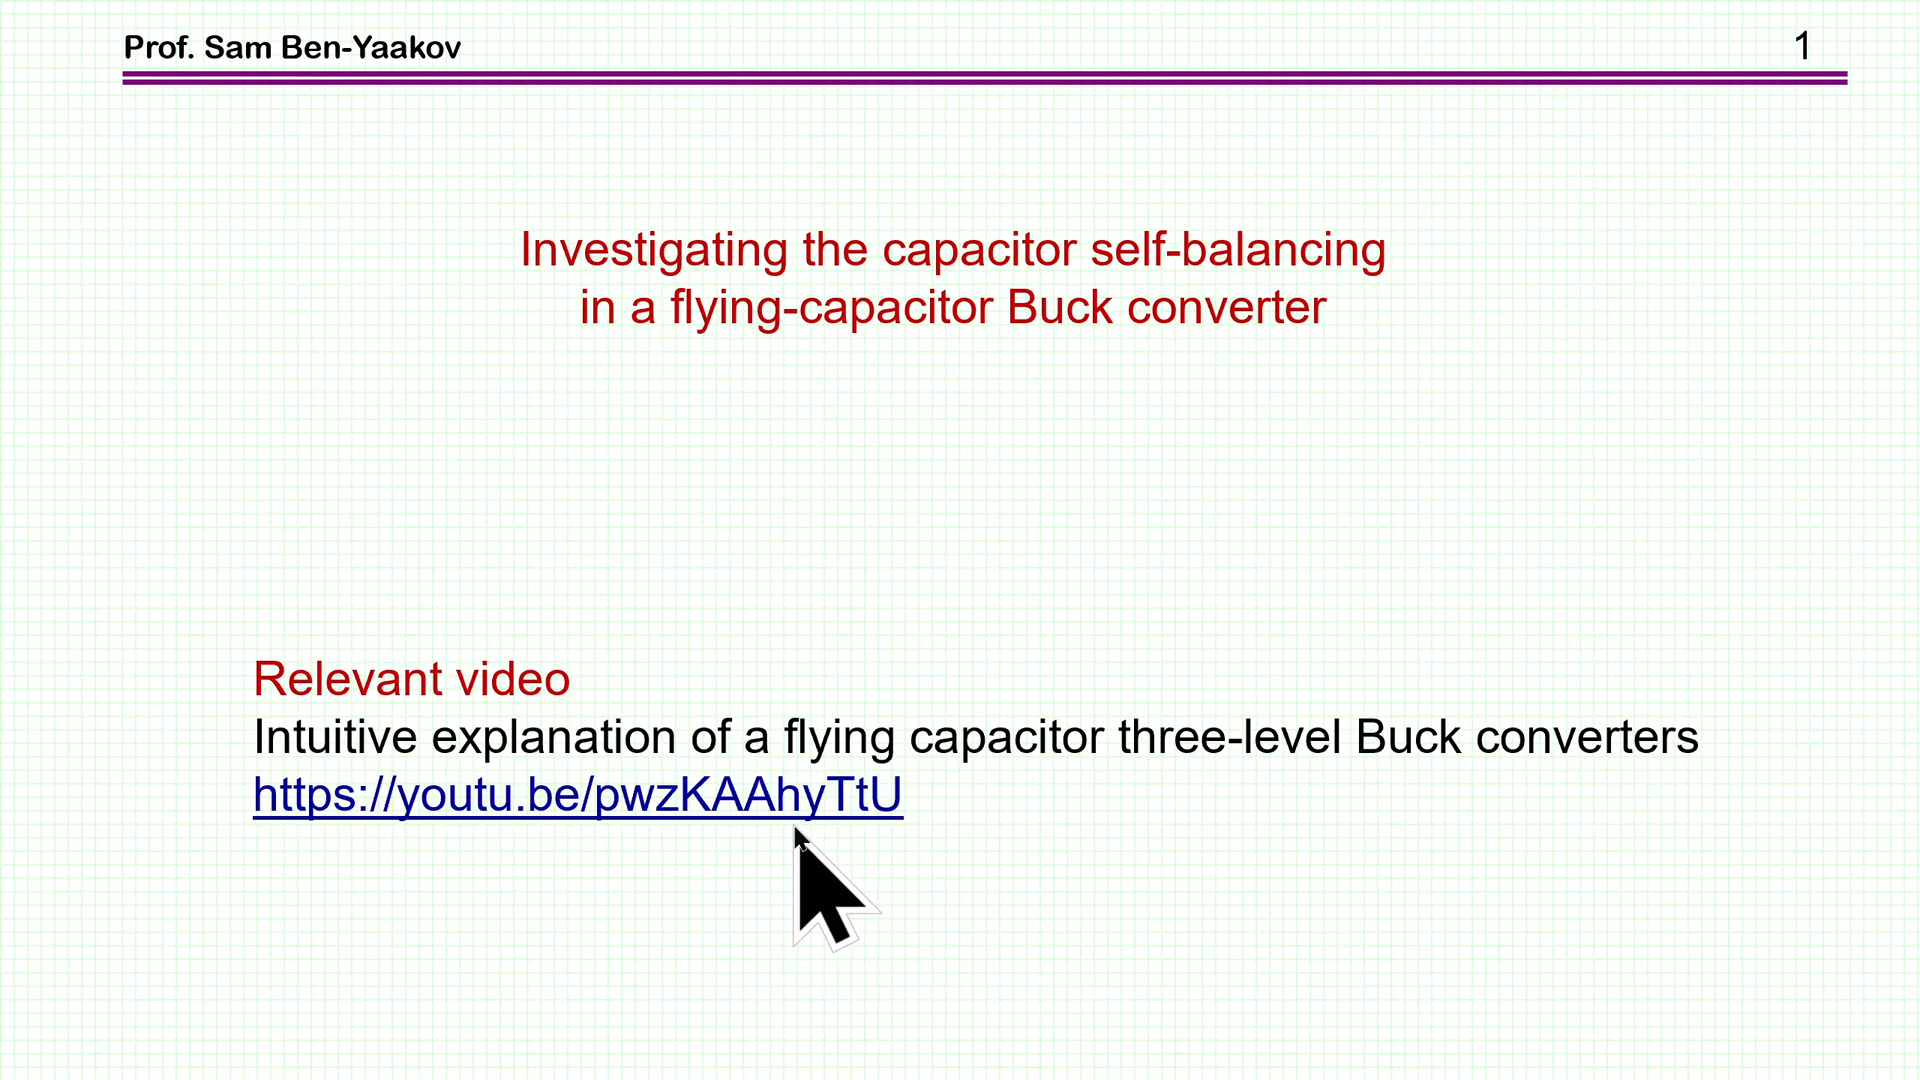 Prof. Sam Ben-Yaakov
1
Investigating the capacitor self-balancing
in a flying-capacitor Buck converter
Relevant video
Intuitive explanation of a flying capacitor three-level Buck converters
https://youtu.be/pwzKAAhyTtU